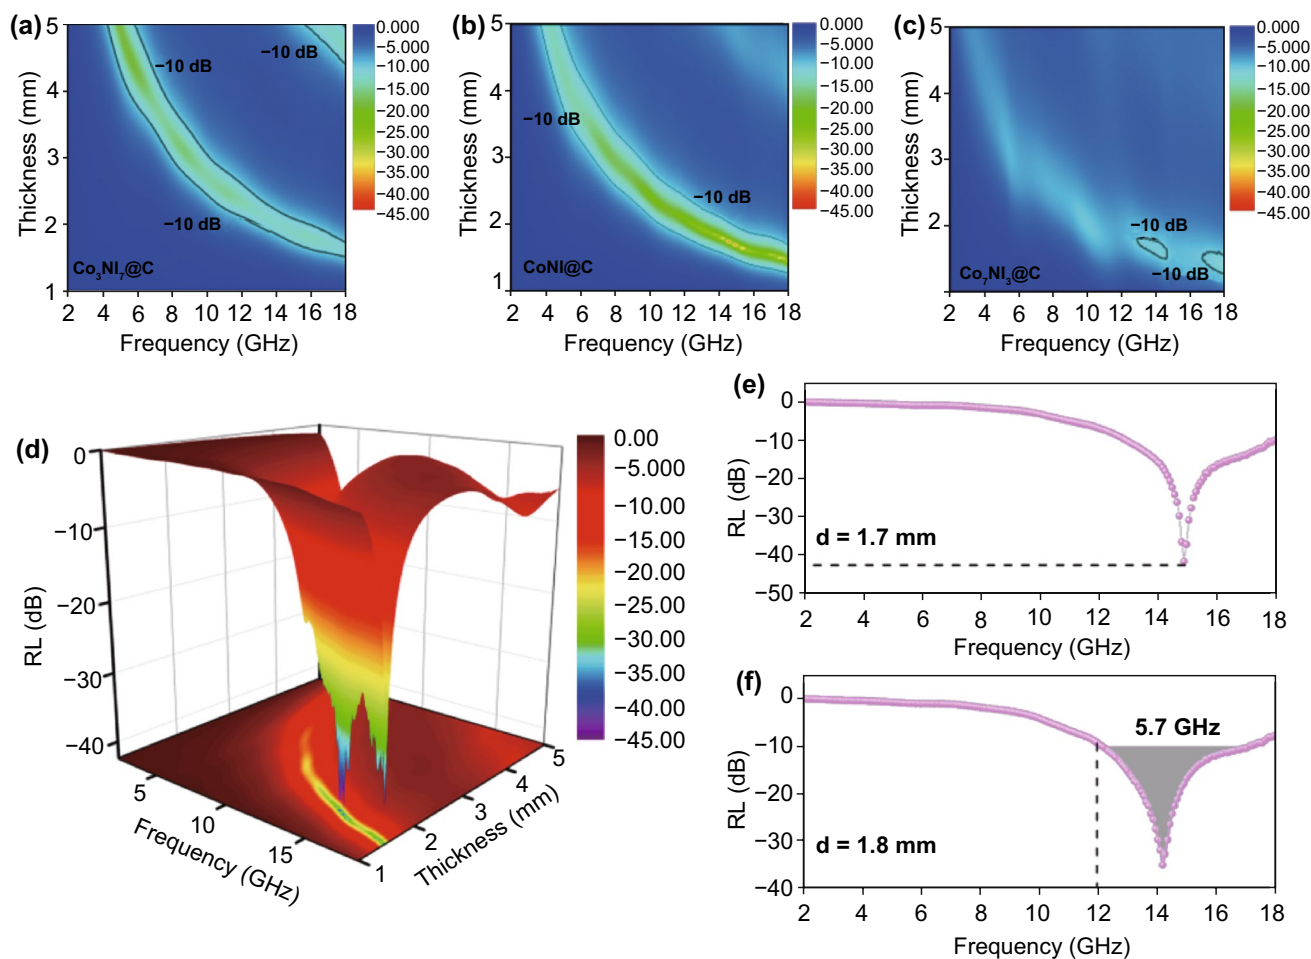 (a)
Thickness (mm)
5
4
3
2
1
−10 dB
−10 dB
−10 dB
Co₃NI₇@C
2 4 6 8 10 12 14 16 18
Frequency (GHz)
0.000
−5.000
−10.00
−15.00
−20.00
−25.00
−30.00
−35.00
−40.00
−45.00
(b)
Thickness (mm)
5
4
3
2
1
−10 dB
−10 dB
CoNI@C
2 4 6 8 10 12 14 16 18
Frequency (GHz)
0.000
−5.000
−10.00
−15.00
−20.00
−25.00
−30.00
−35.00
−40.00
−45.00
(c)
Thickness (mm)
5
4
3
2
1
−10 dB
−10 dB
Co₇NI₃@C
2 4 6 8 10 12 14 16 18
Frequency (GHz)
0.000
−5.000
−10.00
−15.00
−20.00
−25.00
−30.00
−35.00
−40.00
−45.00
(d)
RL (dB)
0
−10
−20
−30
−40
5
10
15
Frequency (GHz)
1
2
3
4
5
Thickness (mm)
0.00
−5.000
−10.00
−15.00
−20.00
−25.00
−30.00
−35.00
−40.00
−45.00
(e)
RL (dB)
0
−10
−20
−30
−40
−50
d = 1.7 mm
2 4 6 8 10 12 14 16 18
Frequency (GHz)
(f)
RL (dB)
0
−10
−20
−30
−40
5.7 GHz
d = 1.8 mm
2 4 6 8 10 12 14 16 18
Frequency (GHz)